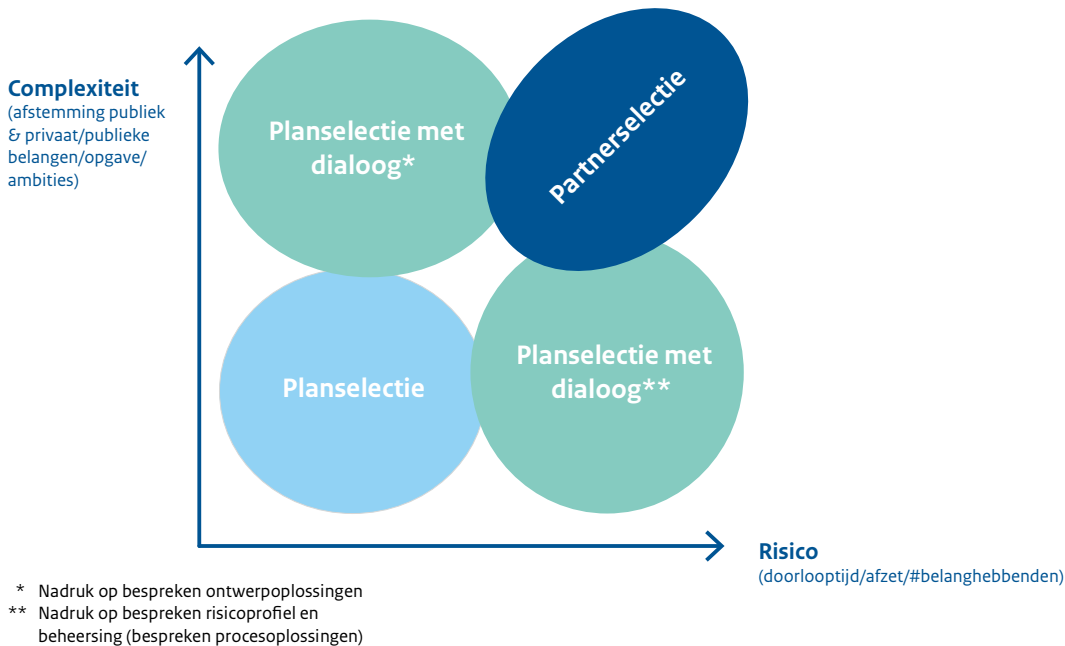 Complexiteit
(afstemming publiek
& privaat/publieke
belangen/opgave/
ambities)
Planselectie met
dialoog*
Partnerselectie
Planselectie
Planselectie met
dialoog**
Risico
(doorlooptijd/afzet/#belanghebbenden)
* Nadruk op bespreken ontwerpoplossingen
** Nadruk op bespreken risicoprofiel en
beheersing (bespreken procesoplossingen)